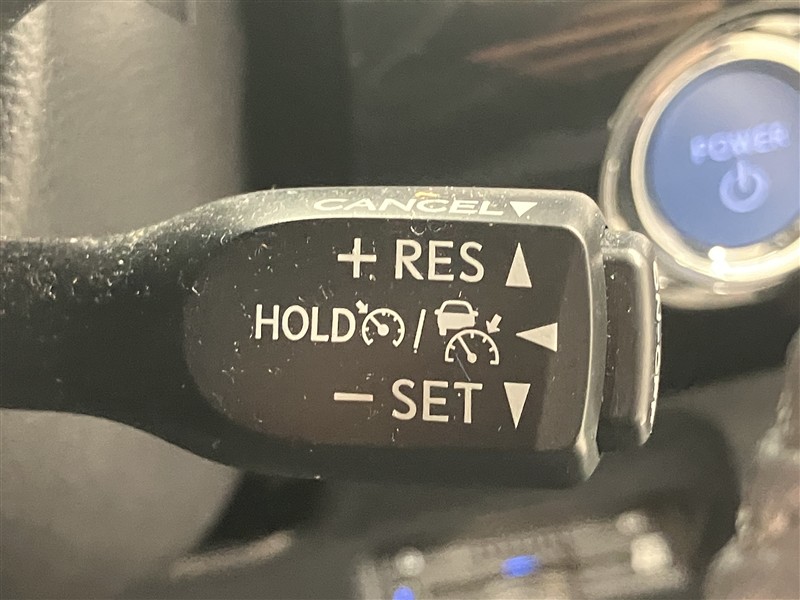 CANCEL
+ RES
HOLD /
− SET
POWER